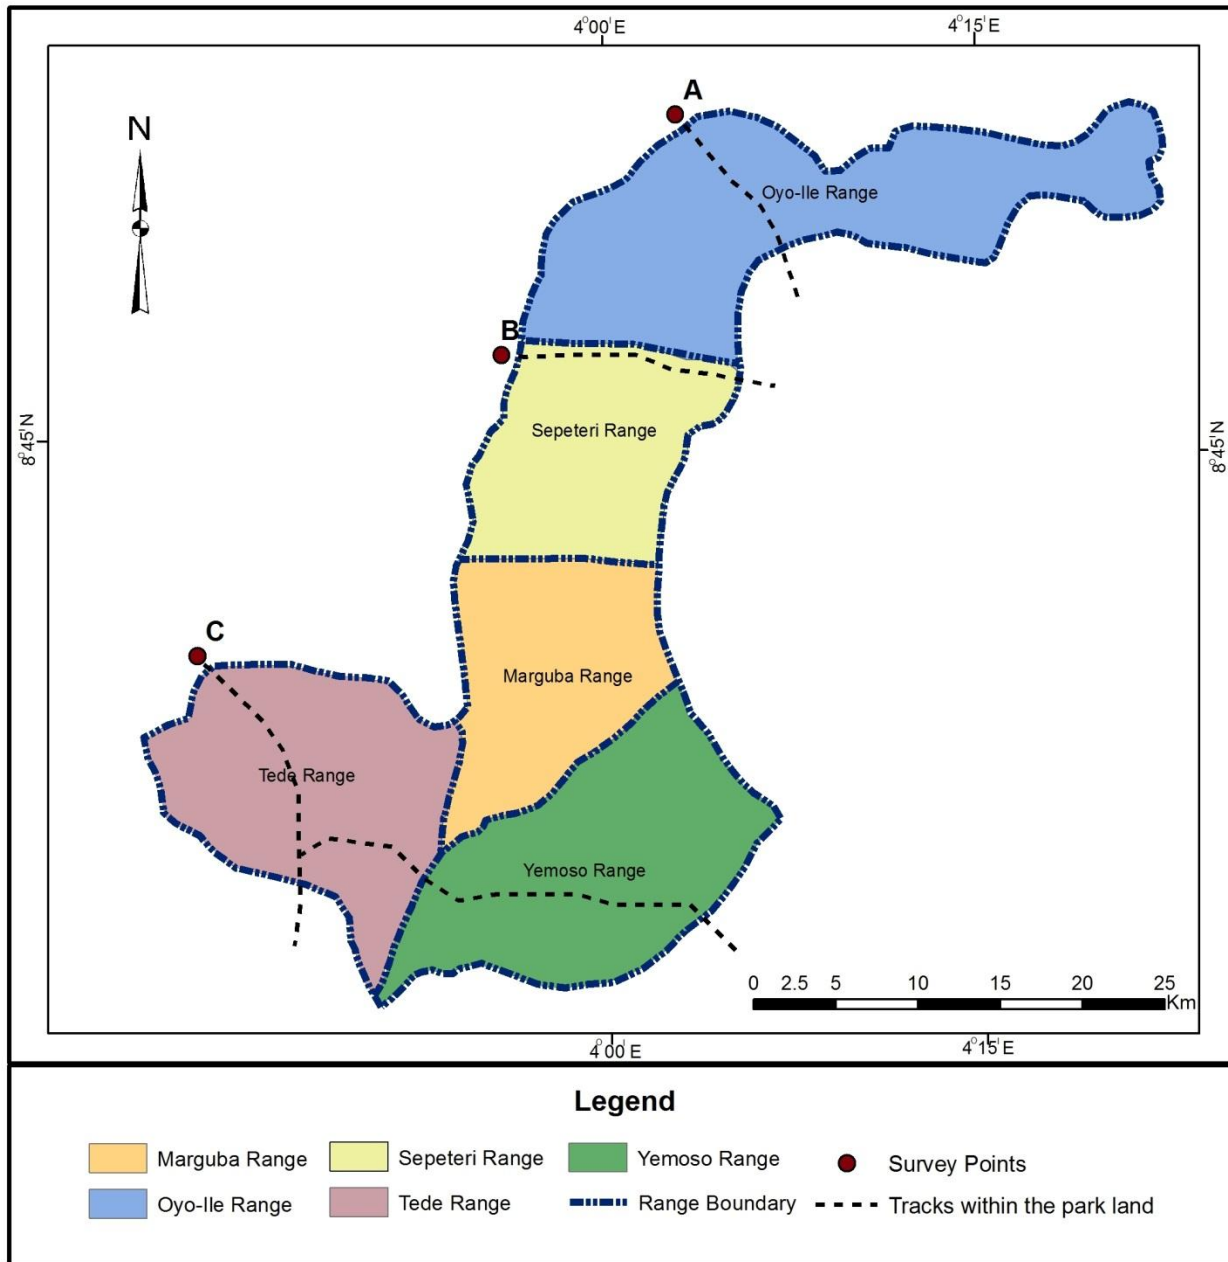 4°00'E 4°15'E
A
N
Oyo-Ile Range
B
Sepeteri Range
8°45'N 8°45'N
C
Marguba Range
Tede Range
Yemoso Range
0 2.5 5 10 15 20 25
Km
4°00'E 4°15'E
Legend
Marguba Range Sepeteri Range Yemoso Range Survey Points
Oyo-Ile Range Tede Range Range Boundary Tracks within the park land